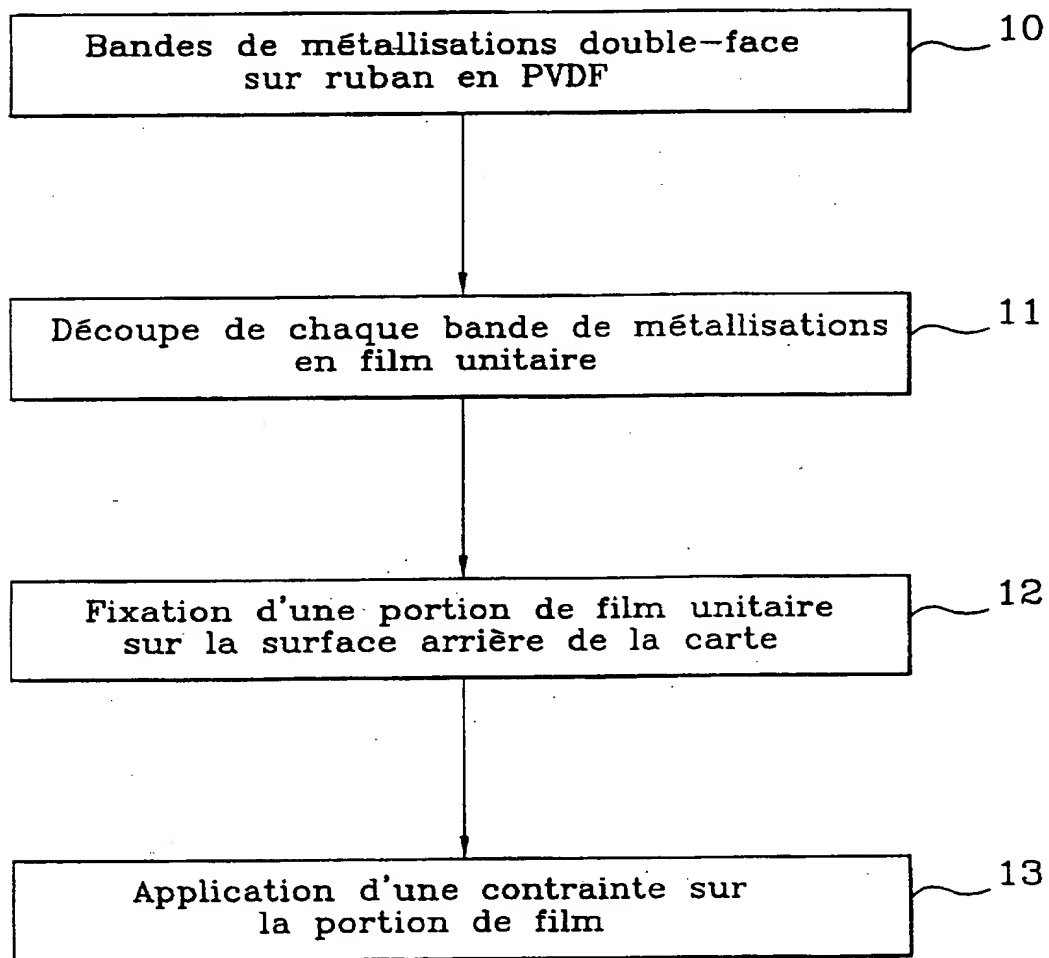 Bandes de métallisations double-face
sur ruban en PVDF
10
Découpe de chaque bande de métallisations
en film unitaire
11
Fixation d'une portion de film unitaire
sur la surface arrière de la carte
12
Application d'une contrainte sur
la portion de film
13